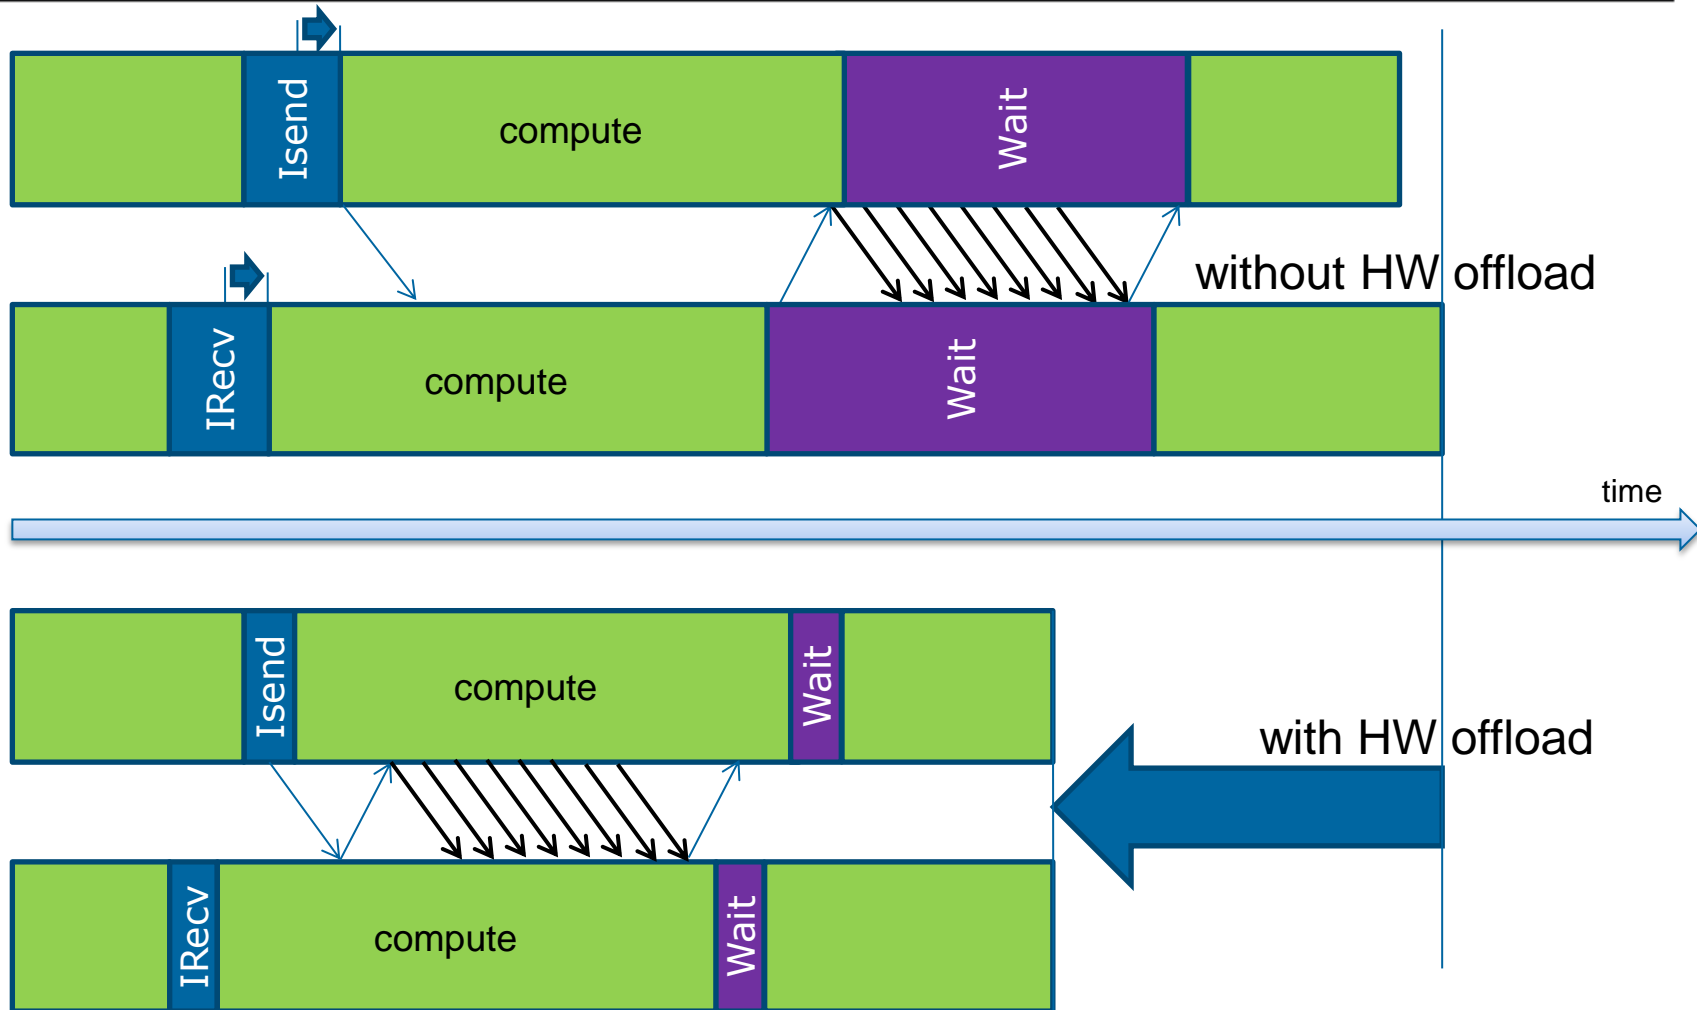 Isend
compute
Wait
without HW offload
IRecv
compute
Wait
time
Isend
compute
Wait
with HW offload
IRecv
compute
Wait